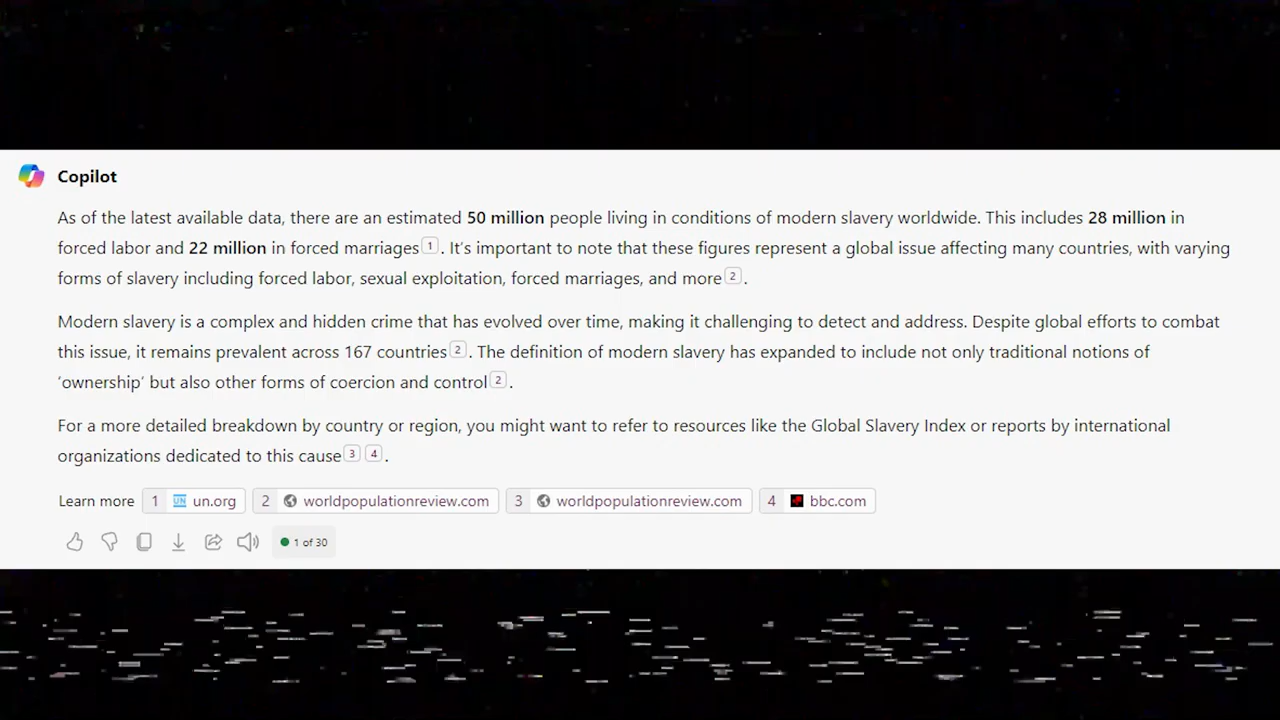 Copilot
As of the latest available data, there are an estimated 50 million people living in conditions of modern slavery worldwide. This includes 28 million in
forced labor and 22 million in forced marriages 1 . It's important to note that these figures represent a global issue affecting many countries, with varying
forms of slavery including forced labor, sexual exploitation, forced marriages, and more 2 .
Modern slavery is a complex and hidden crime that has evolved over time, making it challenging to detect and address. Despite global efforts to combat
this issue, it remains prevalent across 167 countries 2 . The definition of modern slavery has expanded to include not only traditional notions of
‘ownership’ but also other forms of coercion and control 2 .
For a more detailed breakdown by country or region, you might want to refer to resources like the Global Slavery Index or reports by international
organizations dedicated to this cause 3 4 .
Learn more 1 UN un.org 2 worldpopulationreview.com 3 worldpopulationreview.com 4 bbc.com
1 of 30